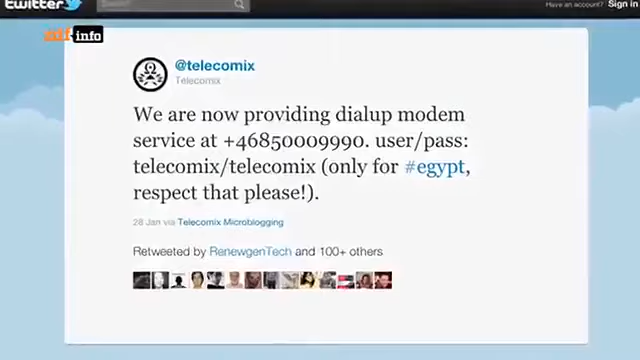 twitter
Search
Have an account? Sign in
zdf.info
@telecomix
Telecomix
We are now providing dialup modem
service at +46850009990. user/pass:
telecomix/telecomix (only for #egypt,
respect that please!).
28 Jan via Telecomix Microblogging
Retweeted by RenewgenTech and 100+ others